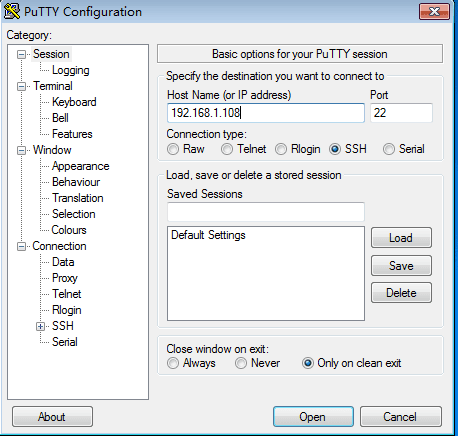 PuTTY Configuration
Category:
Session
Logging
Terminal
Keyboard
Bell
Features
Window
Appearance
Behaviour
Translation
Selection
Colours
Connection
Data
Proxy
Telnet
Rlogin
SSH
Serial
Basic options for your PuTTY session
Specify the destination you want to connect to
Host Name (or IP address) Port
192.168.1.108 22
Connection type:
Raw Telnet Rlogin SSH Serial
Load, save or delete a stored session
Saved Sessions
Default Settings
Load
Save
Delete
Close window on exit:
Always Never Only on clean exit
About Open Cancel